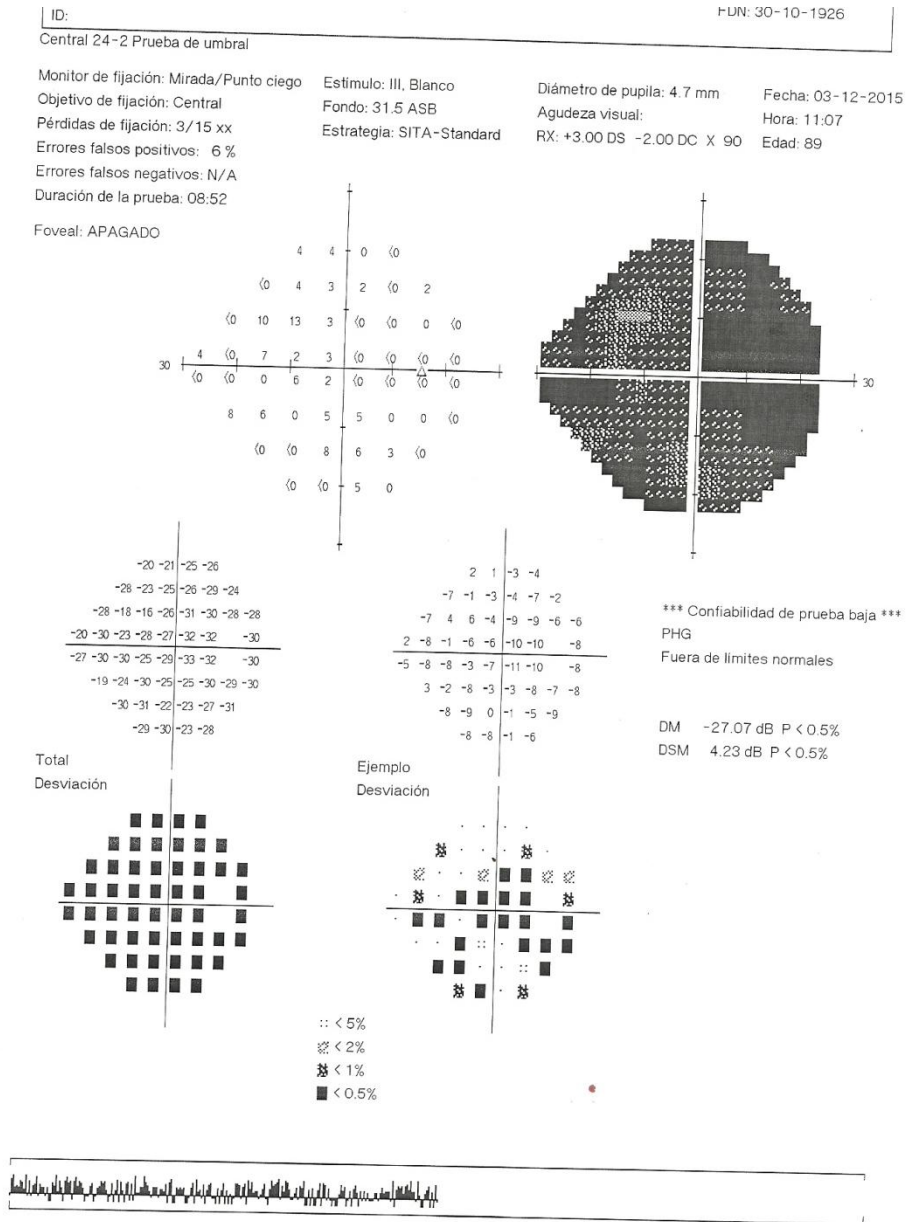 ID:
FDN: 30-10-1926
Central 24-2 Prueba de umbral
Monitor de fijación: Mirada/Punto ciego
Objetivo de fijación: Central
Pérdidas de fijación: 3/15 xx
Errores falsos positivos: 6 %
Errores falsos negativos: N/A
Duración de la prueba: 08:52
Foveal: APAGADO
Estímulo: III, Blanco
Fondo: 31.5 ASB
Estrategia: SITA-Standard
Diámetro de pupila: 4.7 mm
Agudeza visual:
RX: +3.00 DS -2.00 DC X 90
Fecha: 03-12-2015
Hora: 11:07
Edad: 89
4 4 0 <0
<0 4 3 2 <0 2
<0 10 13 3 <0 <0 0 <0
30 4 <0 7 2 3 <0 <0 <0 <0
<0 <0 0 6 2 <0 <0 <0 <0
8 6 0 5 5 0 0 <0
<0 <0 8 6 3 <0
<0 <0 5 0
30
-20 -21 -25 -26
-28 -23 -25 -26 -29 -24
-28 -18 -16 -26 -31 -30 -28 -28
-20 -30 -23 -28 -27 -32 -32 -30
-27 -30 -30 -25 -29 -33 -32 -30
-19 -24 -30 -25 -25 -30 -29 -30
-30 -31 -22 -23 -27 -31
-29 -30 -23 -28
Total
Desviación
2 1 -3 -4
-7 -1 -3 -4 -7 -2
-7 4 6 -4 -9 -9 -6 -6
2 -8 -1 -6 -6 -10 -10 -8
-5 -8 -8 -3 -7 -11 -10 -8
3 -2 -8 -3 -3 -8 -7 -8
-8 -9 0 -1 -5 -9
-8 -8 -1 -6
Ejemplo
Desviación
*** Confiabilidad de prueba baja ***
PHG
Fuera de límites normales
DM -27.07 dB P < 0.5%
DSM 4.23 dB P < 0.5%
< 5%
< 2%
< 1%
< 0.5%